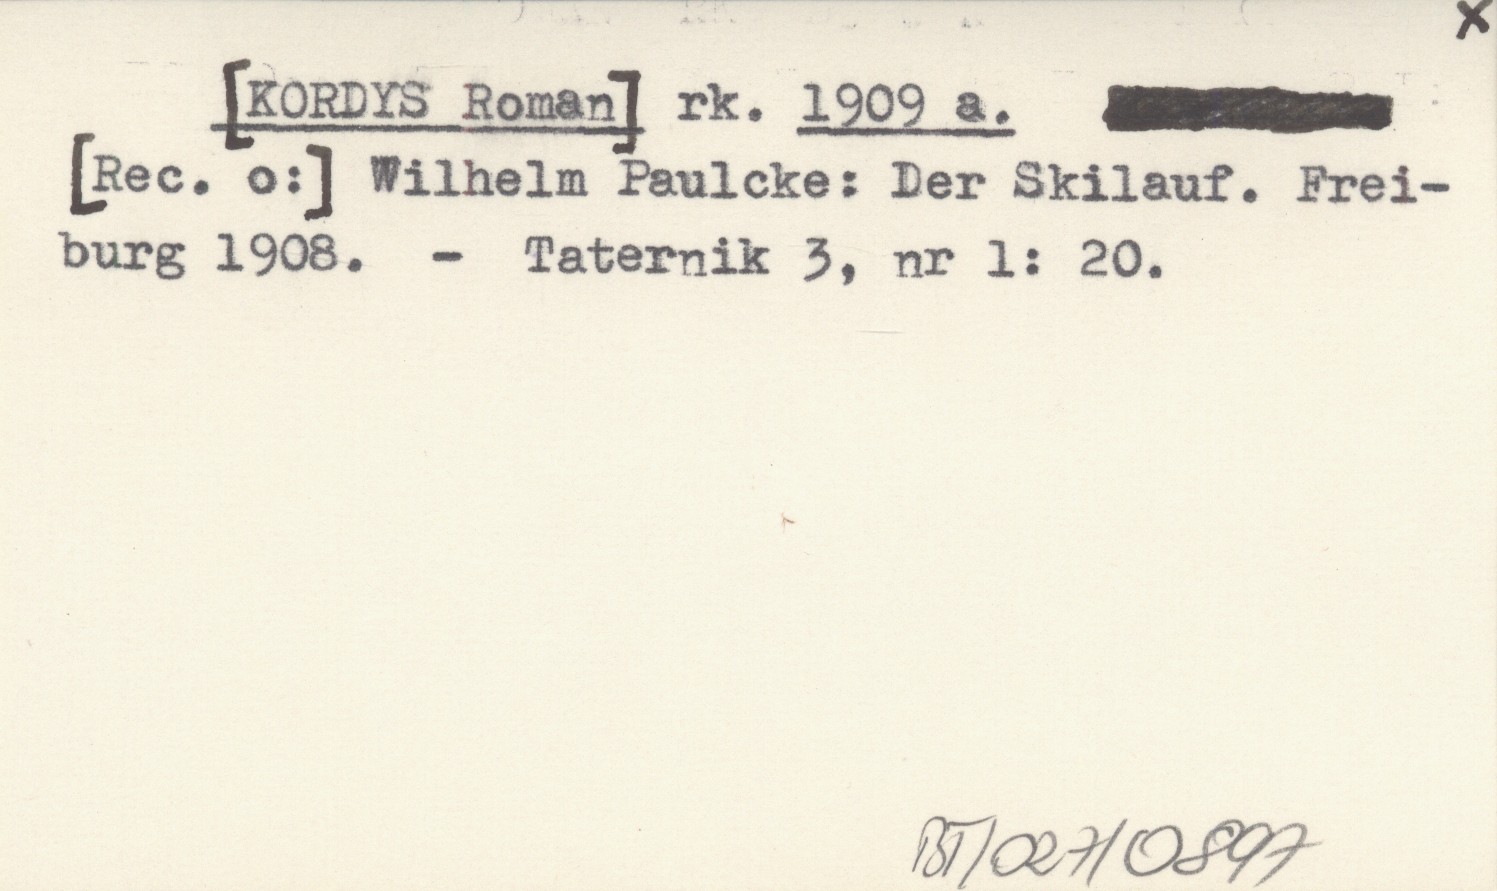 x
[KORDYS Roman] rk. 1909 a.
[Rec. o:] Wilhelm Paulcke: Der Skilauf. Frei-
burg 1908. - Taternik 3, nr 1: 20.
BT/027/0897